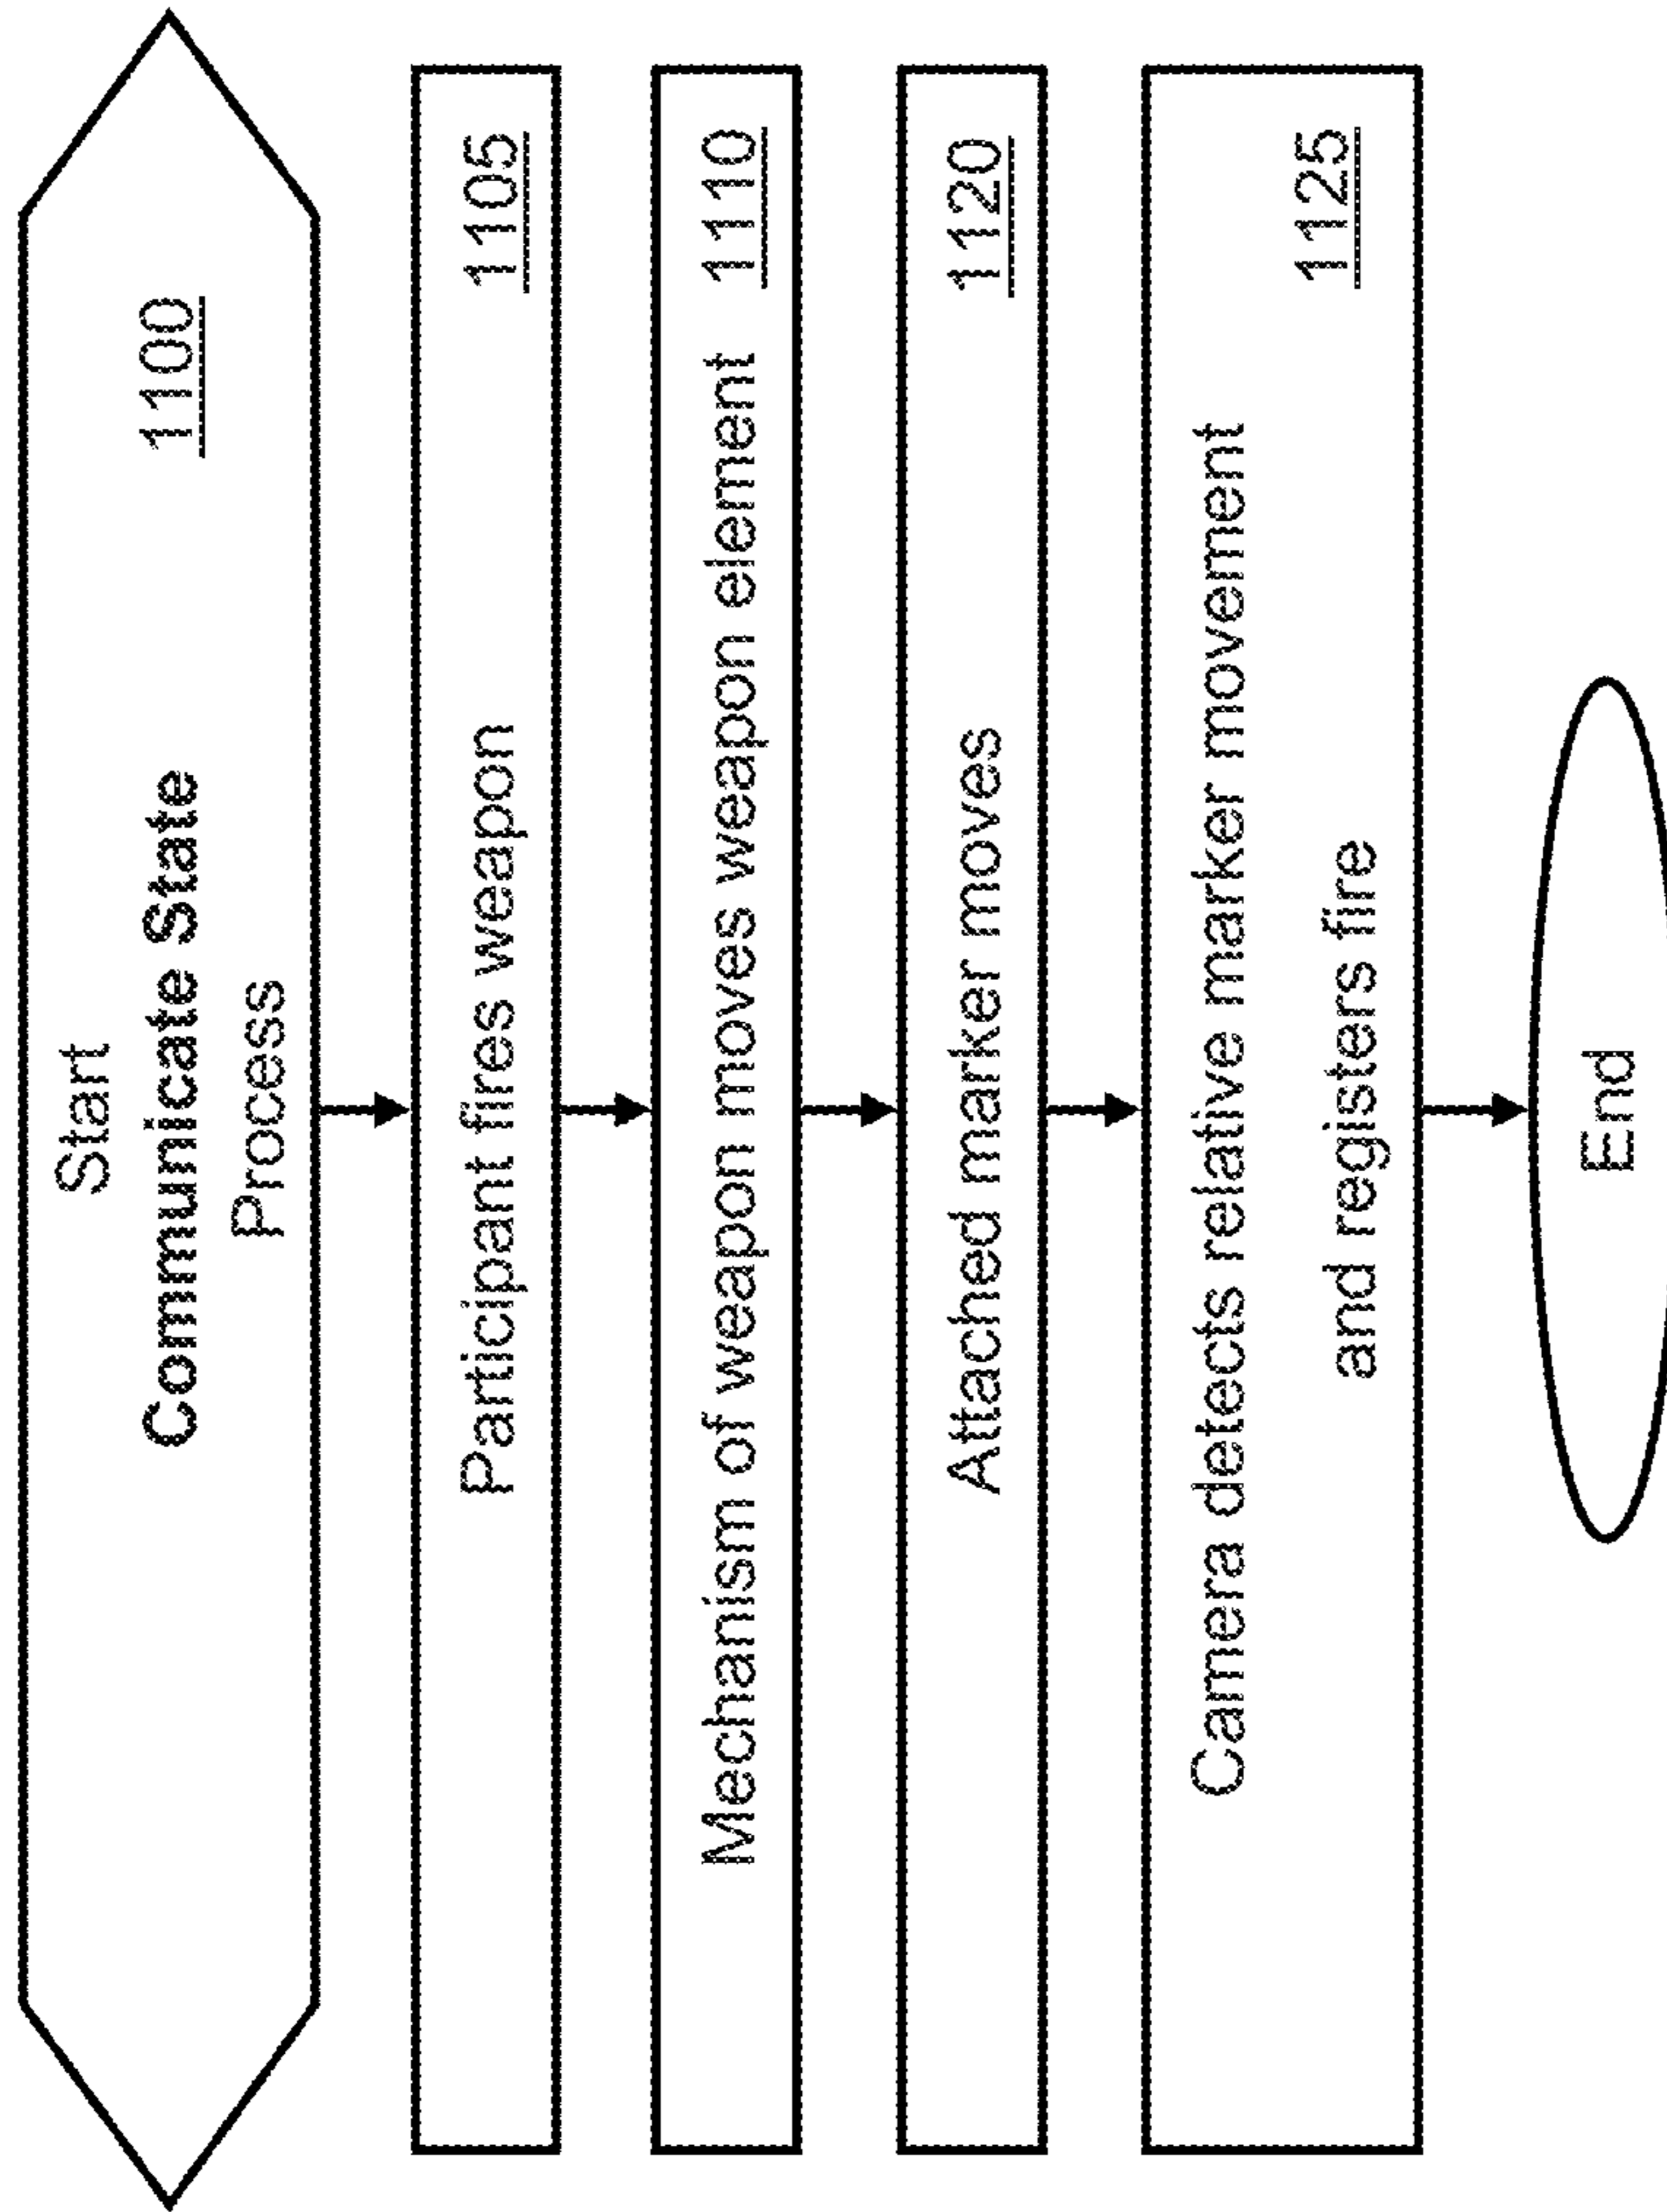 Start
Communicate State 1100
Process
Participant fires weapon 1105
Mechanism of weapon moves weapon element 1110
Attached marker moves 1120
Camera detects relative marker movement
and registers fire 1125
End